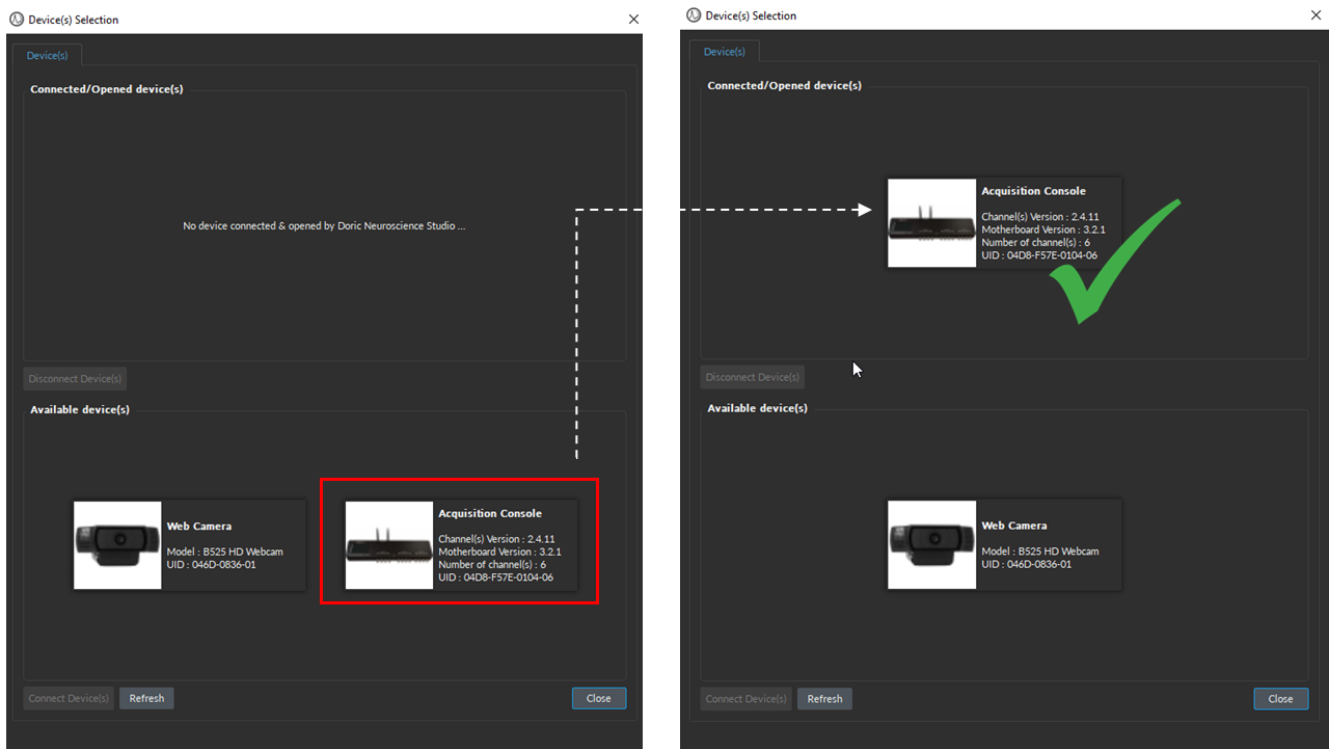 Device(s) Selection
Device(s)
Connected/Opened device(s)
No device connected & opened by Doric Neuroscience Studio ...
Disconnect Device(s)
Available device(s)
Web Camera
Model : B525 HD Webcam
UID : 046D-0836-01
Acquisition Console
Channel(s) Version : 2.4.11
Motherboard Version : 3.2.1
Number of channel(s) : 6
UID : 04D8-F57E-0104-06
Connect Device(s)
Refresh
Close
Device(s) Selection
Device(s)
Connected/Opened device(s)
Acquisition Console
Channel(s) Version : 2.4.11
Motherboard Version : 3.2.1
Number of channel(s) : 6
UID : 04D8-F57E-0104-06
Disconnect Device(s)
Available device(s)
Web Camera
Model : B525 HD Webcam
UID : 046D-0836-01
Connect Device(s)
Refresh
Close